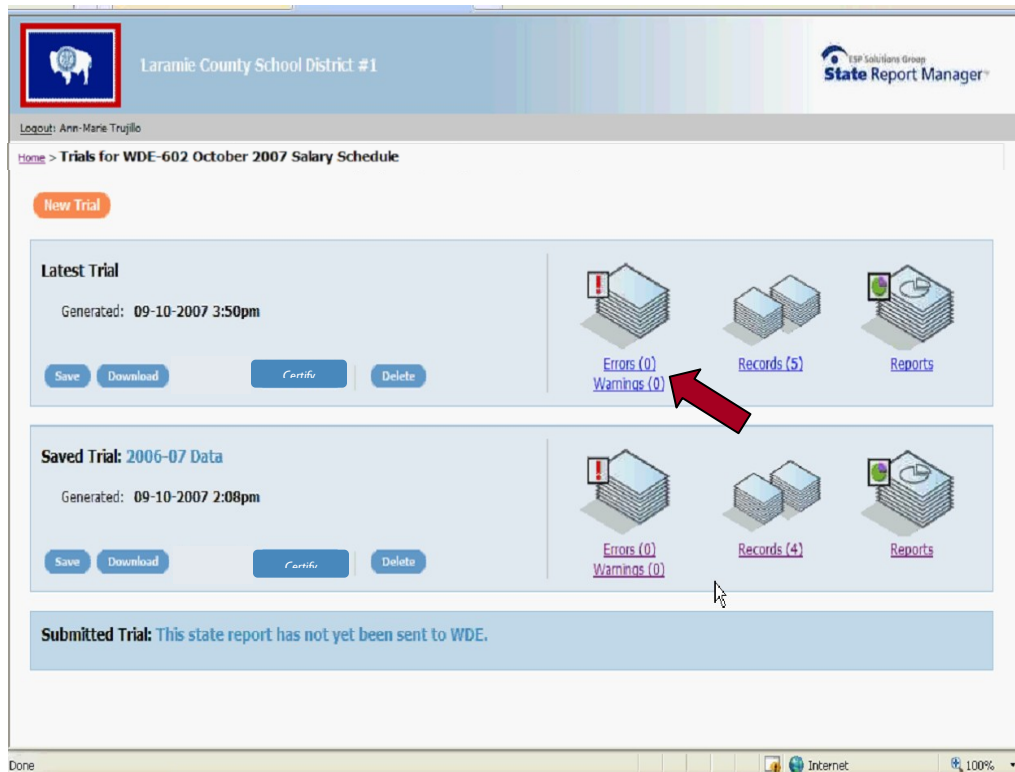 Laramie County School District #1
ESP Solutions Group
State Report Manager
Logout: Ann-Marie Trujillo
Home > Trials for WDE-602 October 2007 Salary Schedule
New Trial
Latest Trial
Generated: 09-10-2007 3:50pm
Save Download Certify Delete
Errors (0)
Warnings (0)
Records (5)
Reports
Saved Trial: 2006-07 Data
Generated: 09-10-2007 2:08pm
Save Download Certify Delete
Errors (0)
Warnings (0)
Records (4)
Reports
Submitted Trial: This state report has not yet been sent to WDE.
Done Internet 100%